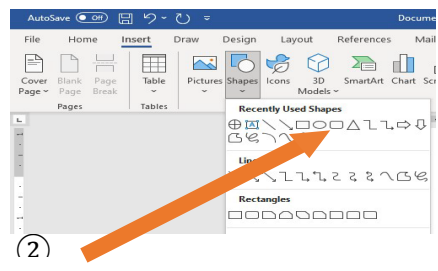 AutoSave Off Docume
File Home Insert Draw Design Layout References Mail
Cover Page Blank Page Page Break Table Pictures Shapes Icons 3D Models SmartArt Chart Scr
Pages Tables
Recently Used Shapes
A
Lin
Rectangles
②